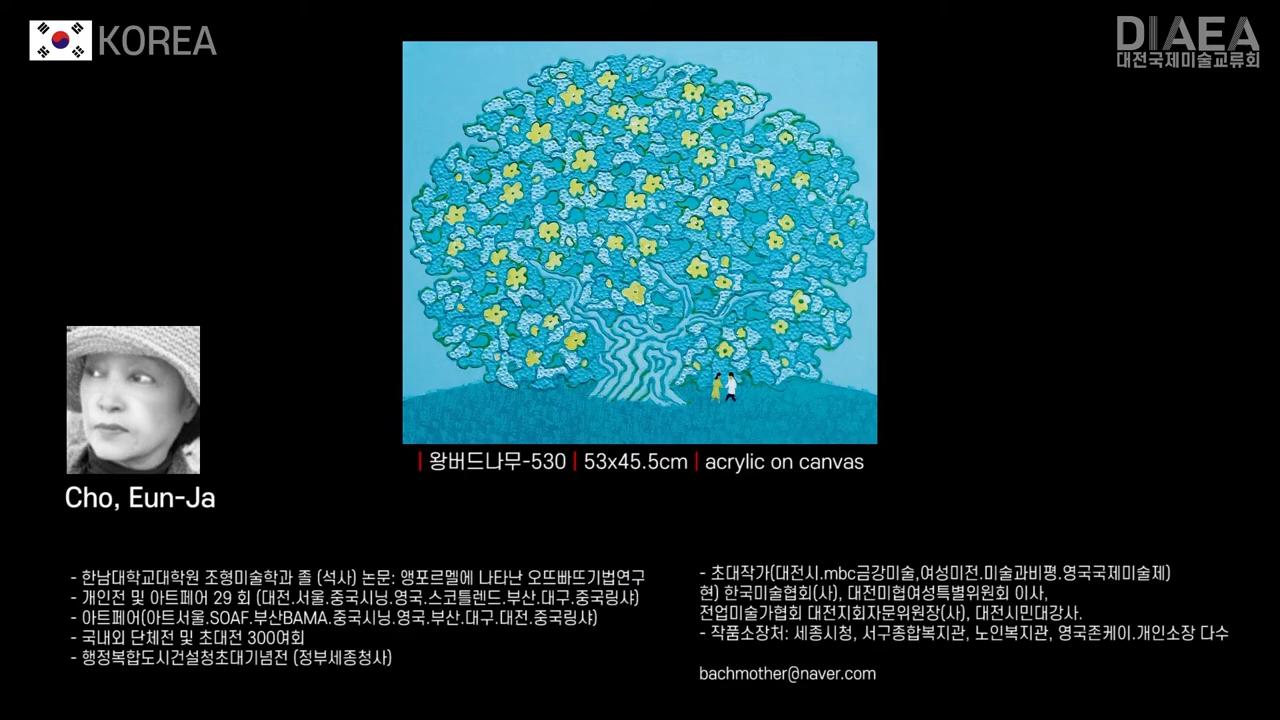 KOREA
DIAEA
대전국제미술교류회
| 왕버드나무-530 | 53x45.5cm | acrylic on canvas
Cho, Eun-Ja
- 한남대학교대학원 조형미술학과 졸 (석사) 논문: 앵포르멜에 나타난 오뜨빠뜨기법연구
- 개인전 및 아트페어 29 회 (대전.서울.중국시닝.영국.스코틀렌드.부산.대구.중국링샤)
- 아트페어(아트서울.SOAF.부산BAMA.중국시닝.영국.부산.대구.대전.중국링샤)
- 국내외 단체전 및 초대전 300여회
- 행정복합도시건설청초대기념전 (정부세종청사)
- 초대작가(대전시.mbc금강미술,여성미전.미술과비평.영국국제미술제)
현) 한국미술협회(사), 대전미협여성특별위원회 이사,
전업미술가협회 대전지회자문위원장(사), 대전시민대강사.
- 작품소장처: 세종시청, 서구종합복지관, 노인복지관, 영국존케이.개인소장 다수
bachmother@naver.com